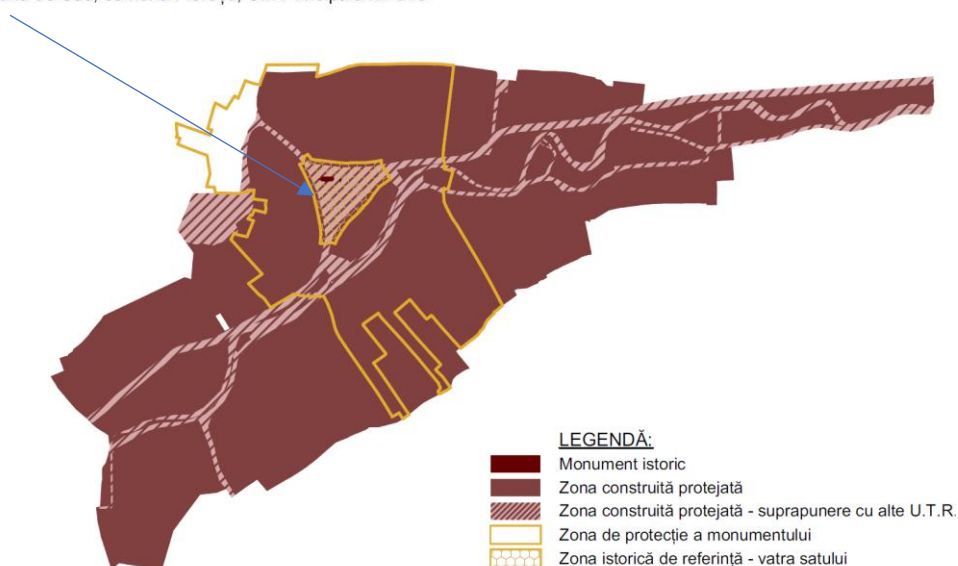 LEGENDĂ:
Monument istoric
Zona construită protejată
Zona construită protejată - suprapunere cu alte U.T.R.
Zona de protecție a monumentului
Zona istorică de referință - vatra satului